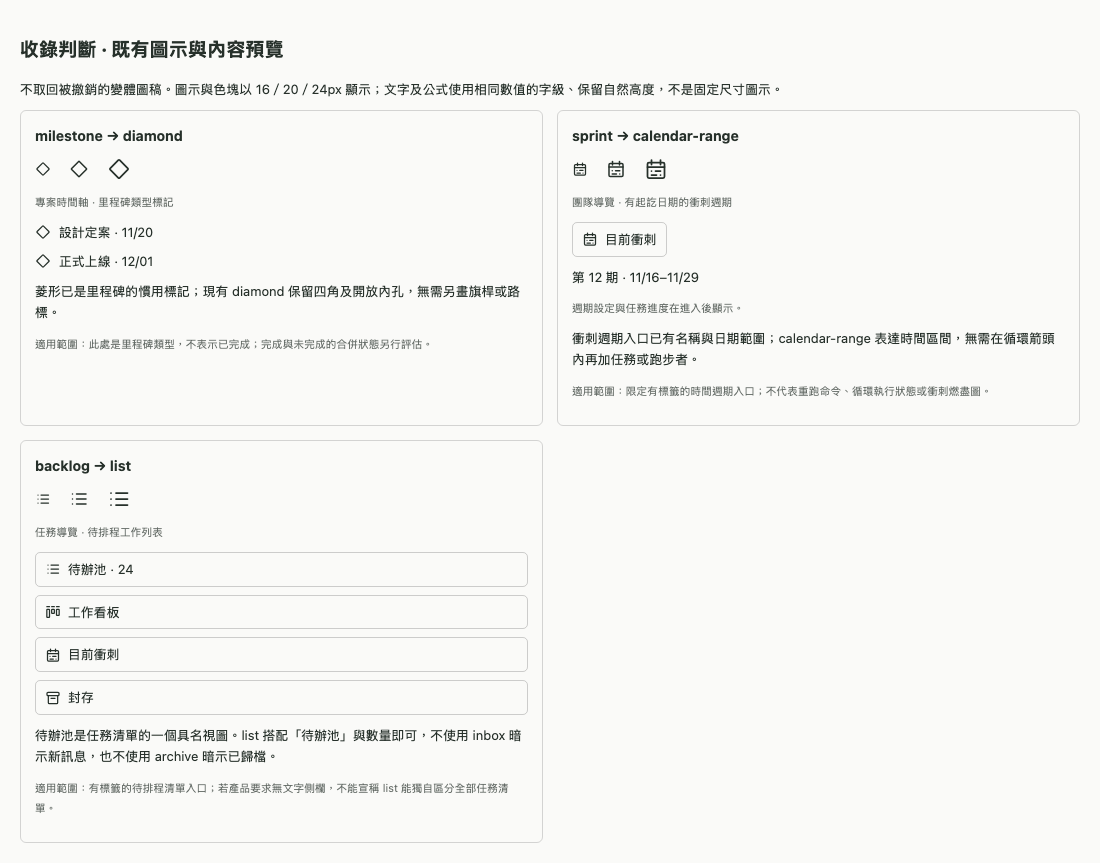 收錄判斷 · 既有圖示與內容預覽
不取回被撤銷的變體圖稿。圖示與色塊以 16 / 20 / 24px 顯示；文字及公式使用相同數值的字級、保留自然高度，不是固定尺寸圖示。
milestone → diamond
專案時間軸 · 里程碑類型標記
設計定案 · 11/20
正式上線 · 12/01
菱形已是里程碑的慣用標記；現有 diamond 保留四角及開放內孔，無需另畫旗桿或路
標。
適用範圍：此處是里程碑類型，不表示已完成；完成與未完成的合併狀態另行評估。
sprint → calendar-range
團隊導覽 · 有起訖日期的衝刺週期
目前衝刺
第 12 期 · 11/16–11/29
週期設定與任務進度在進入後顯示。
衝刺週期入口已有名稱與日期範圍；calendar-range 表達時間區間，無需在循環箭頭
內再加任務或跑步者。
適用範圍：限定有標籤的時間週期入口；不代表重跑命令、循環執行狀態或衝刺燃盡圖。
backlog → list
任務導覽 · 待排程工作列表
待辦池 · 24
工作看板
目前衝刺
封存
待辦池是任務清單的一個具名視圖。list 搭配「待辦池」與數量即可，不使用 inbox 暗
示新訊息，也不使用 archive 暗示已歸檔。
適用範圍：有標籤的待排程清單入口；若產品要求無文字側欄，不能宣稱 list 能獨自區分全部任務清
單。